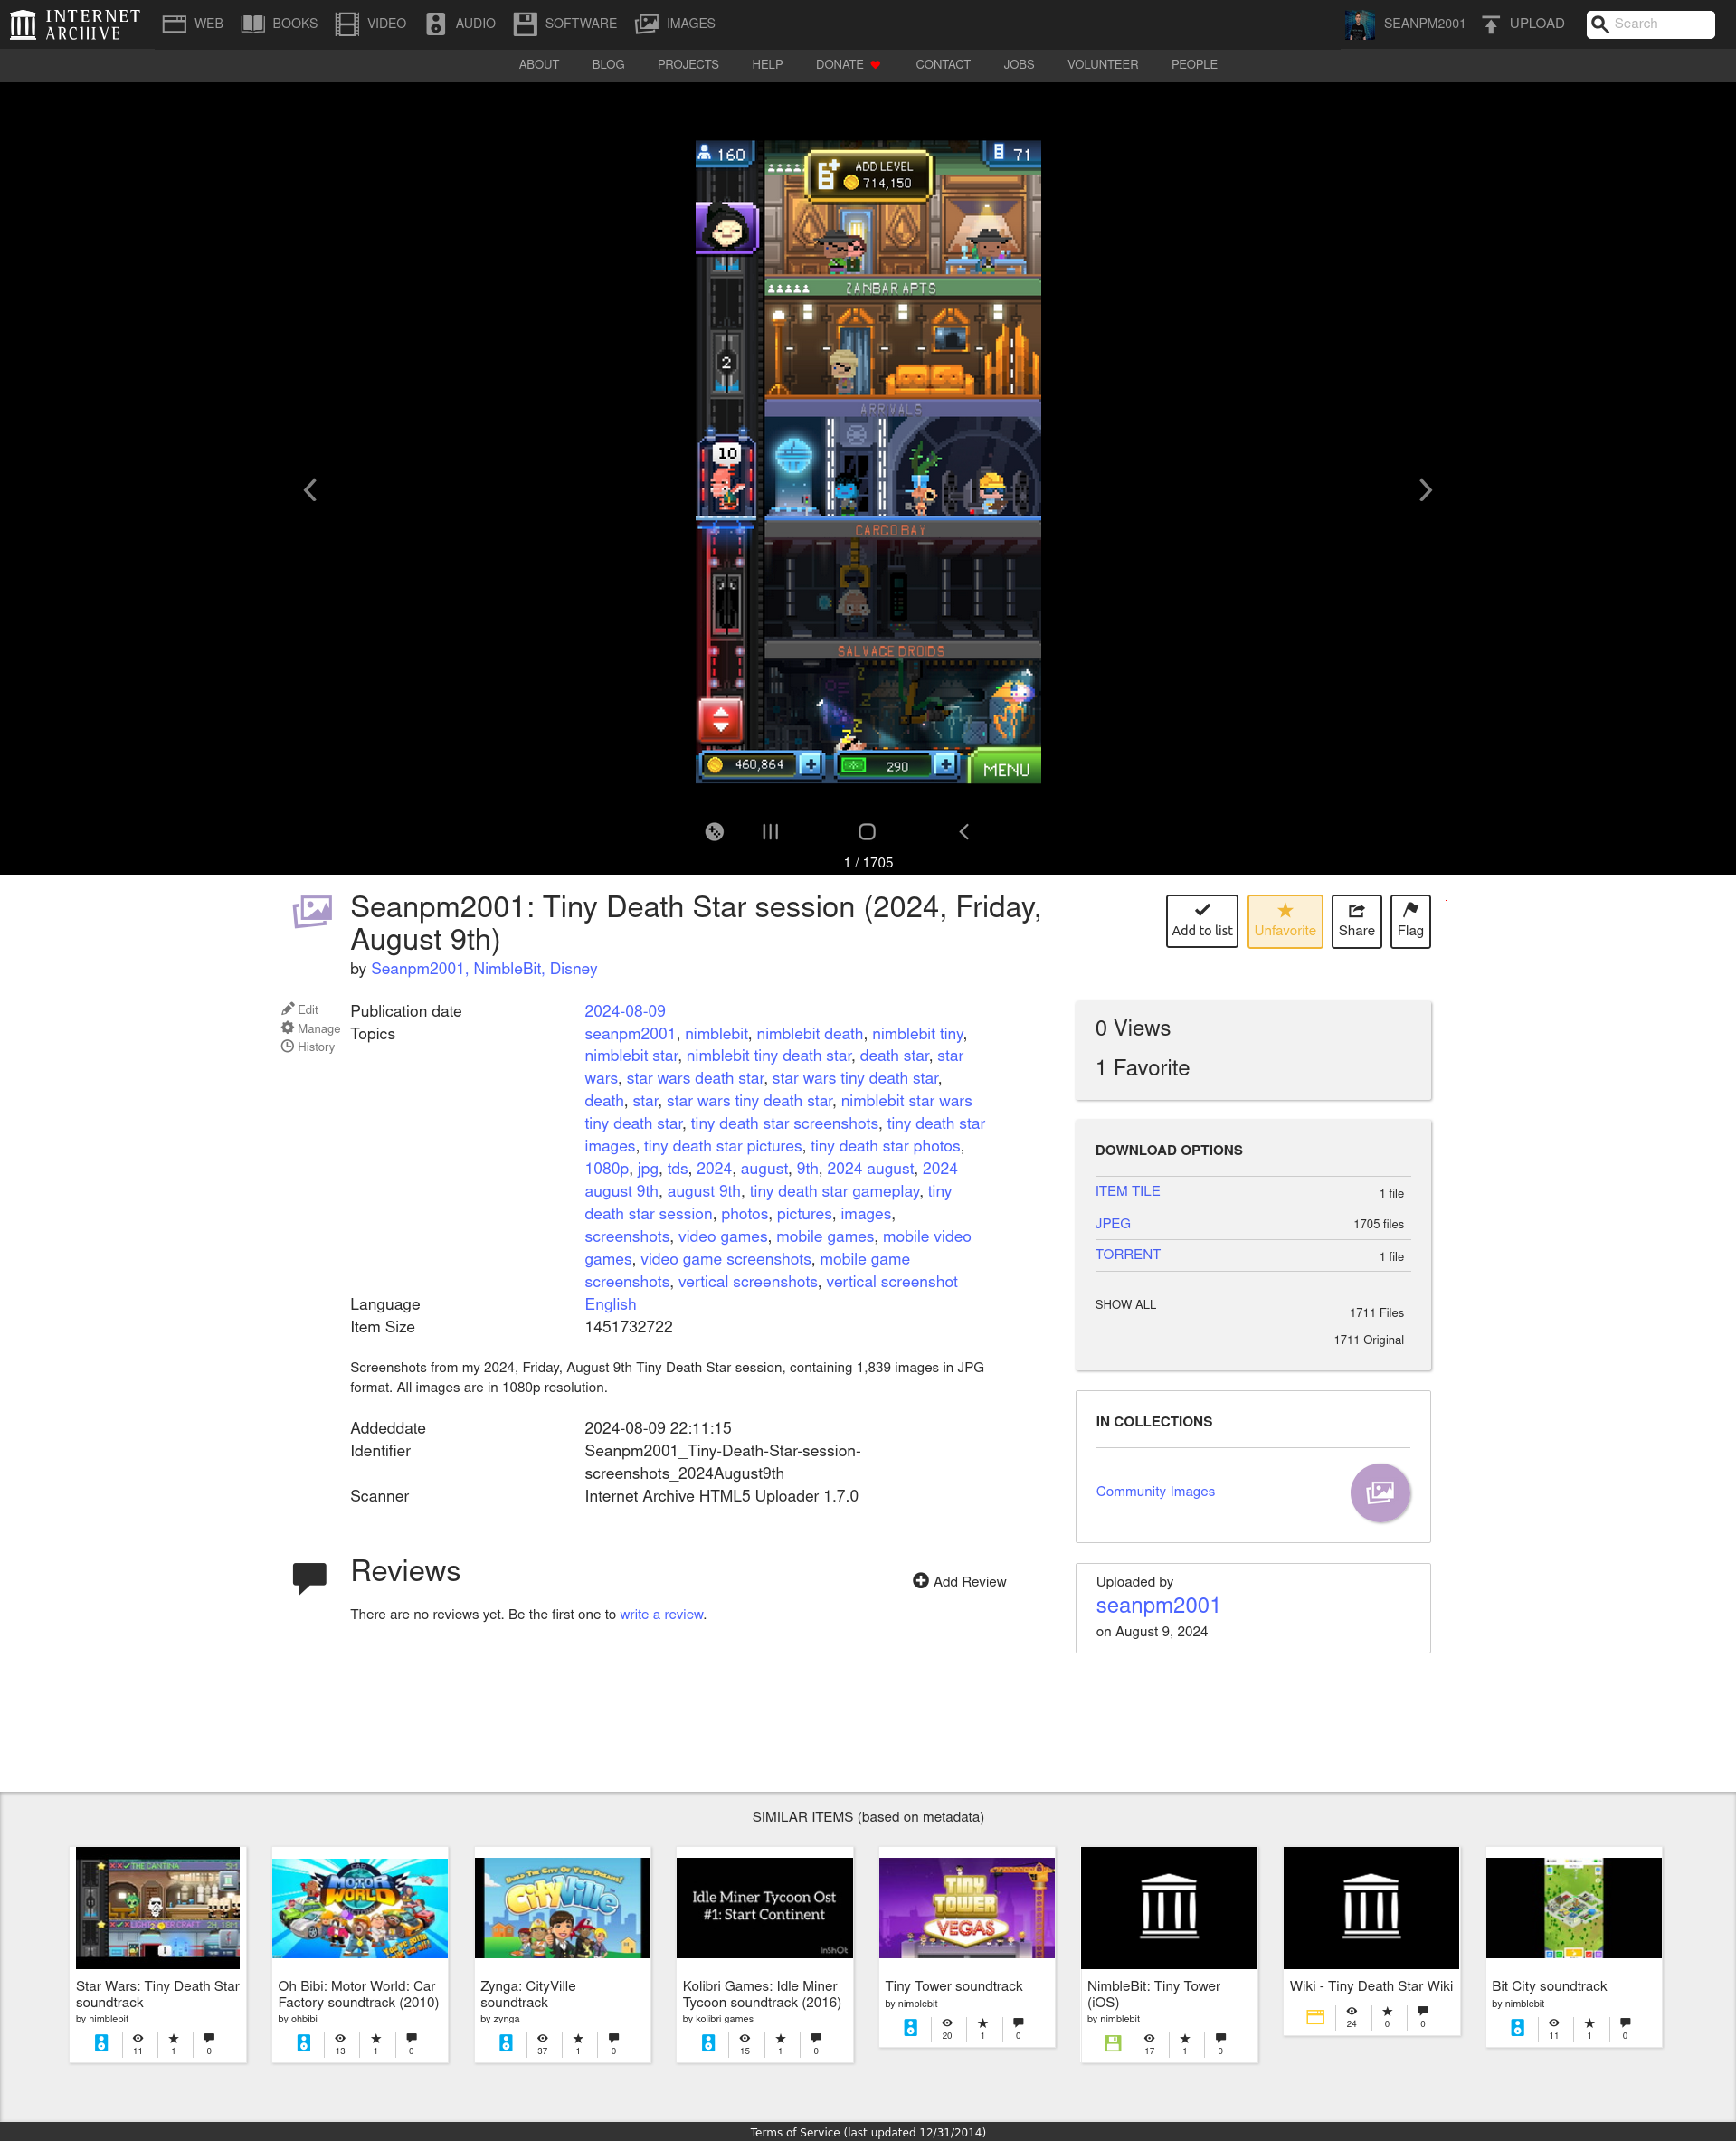 INTERNET ARCHIVE
WEB BOOKS VIDEO AUDIO SOFTWARE IMAGES SEANPM2001 UPLOAD Search
ABOUT BLOG PROJECTS HELP DONATE CONTACT JOBS VOLUNTEER PEOPLE
160 71
ADD LEVEL
714,150
ZANBAR APTS
2
ARRIVALS
10
CARGO BAY
SALVAGE DROIDS
460,864 290 MENU
1 / 1705
Seanpm2001: Tiny Death Star session (2024, Friday,
August 9th)
by Seanpm2001, NimbleBit, Disney
Add to list Unfavorite Share Flag
Edit
Manage
History
Publication date 2024-08-09
Topics seanpm2001, nimblebit, nimblebit death, nimblebit tiny,
nimblebit star, nimblebit tiny death star, death star, star
wars, star wars death star, star wars tiny death star,
death, star, star wars tiny death star, nimblebit star wars
tiny death star, tiny death star screenshots, tiny death star
images, tiny death star pictures, tiny death star photos,
1080p, jpg, tds, 2024, august, 9th, 2024 august, 2024
august 9th, august 9th, tiny death star gameplay, tiny
death star session, photos, pictures, images,
screenshots, video games, mobile games, mobile video
games, video game screenshots, mobile game
screenshots, vertical screenshots, vertical screenshot
Language English
Item Size 1451732722
Screenshots from my 2024, Friday, August 9th Tiny Death Star session, containing 1,839 images in JPG
format. All images are in 1080p resolution.
Addeddate 2024-08-09 22:11:15
Identifier Seanpm2001_Tiny-Death-Star-session-
screenshots_2024August9th
Scanner Internet Archive HTML5 Uploader 1.7.0
Reviews
Add Review
There are no reviews yet. Be the first one to write a review.
0 Views
1 Favorite
DOWNLOAD OPTIONS
ITEM TILE 1 file
JPEG 1705 files
TORRENT 1 file
SHOW ALL 1711 Files
1711 Original
IN COLLECTIONS
Community Images
Uploaded by
seanpm2001
on August 9, 2024
SIMILAR ITEMS (based on metadata)
THE CANTINA
Star Wars: Tiny Death Star
soundtrack
by nimblebit
11 1 0
MOTOR WORLD
Oh Bibi: Motor World: Car
Factory soundtrack (2010)
by ohbibi
13 1 0
BUILD THE CITY OF YOUR DREAMS!
CityVille
Zynga: CityVille
soundtrack
by zynga
37 1 0
Idle Miner Tycoon Ost
#1: Start Continent
InShOt
Kolibri Games: Idle Miner
Tycoon soundtrack (2016)
by kolibri games
15 1 0
TINY
TOWER
VEGAS
Tiny Tower soundtrack
by nimblebit
20 1 0
NimbleBit: Tiny Tower
(iOS)
by nimblebit
17 1 0
Wiki - Tiny Death Star Wiki
24 0 0
Bit City soundtrack
by nimblebit
11 1 0
Terms of Service (last updated 12/31/2014)